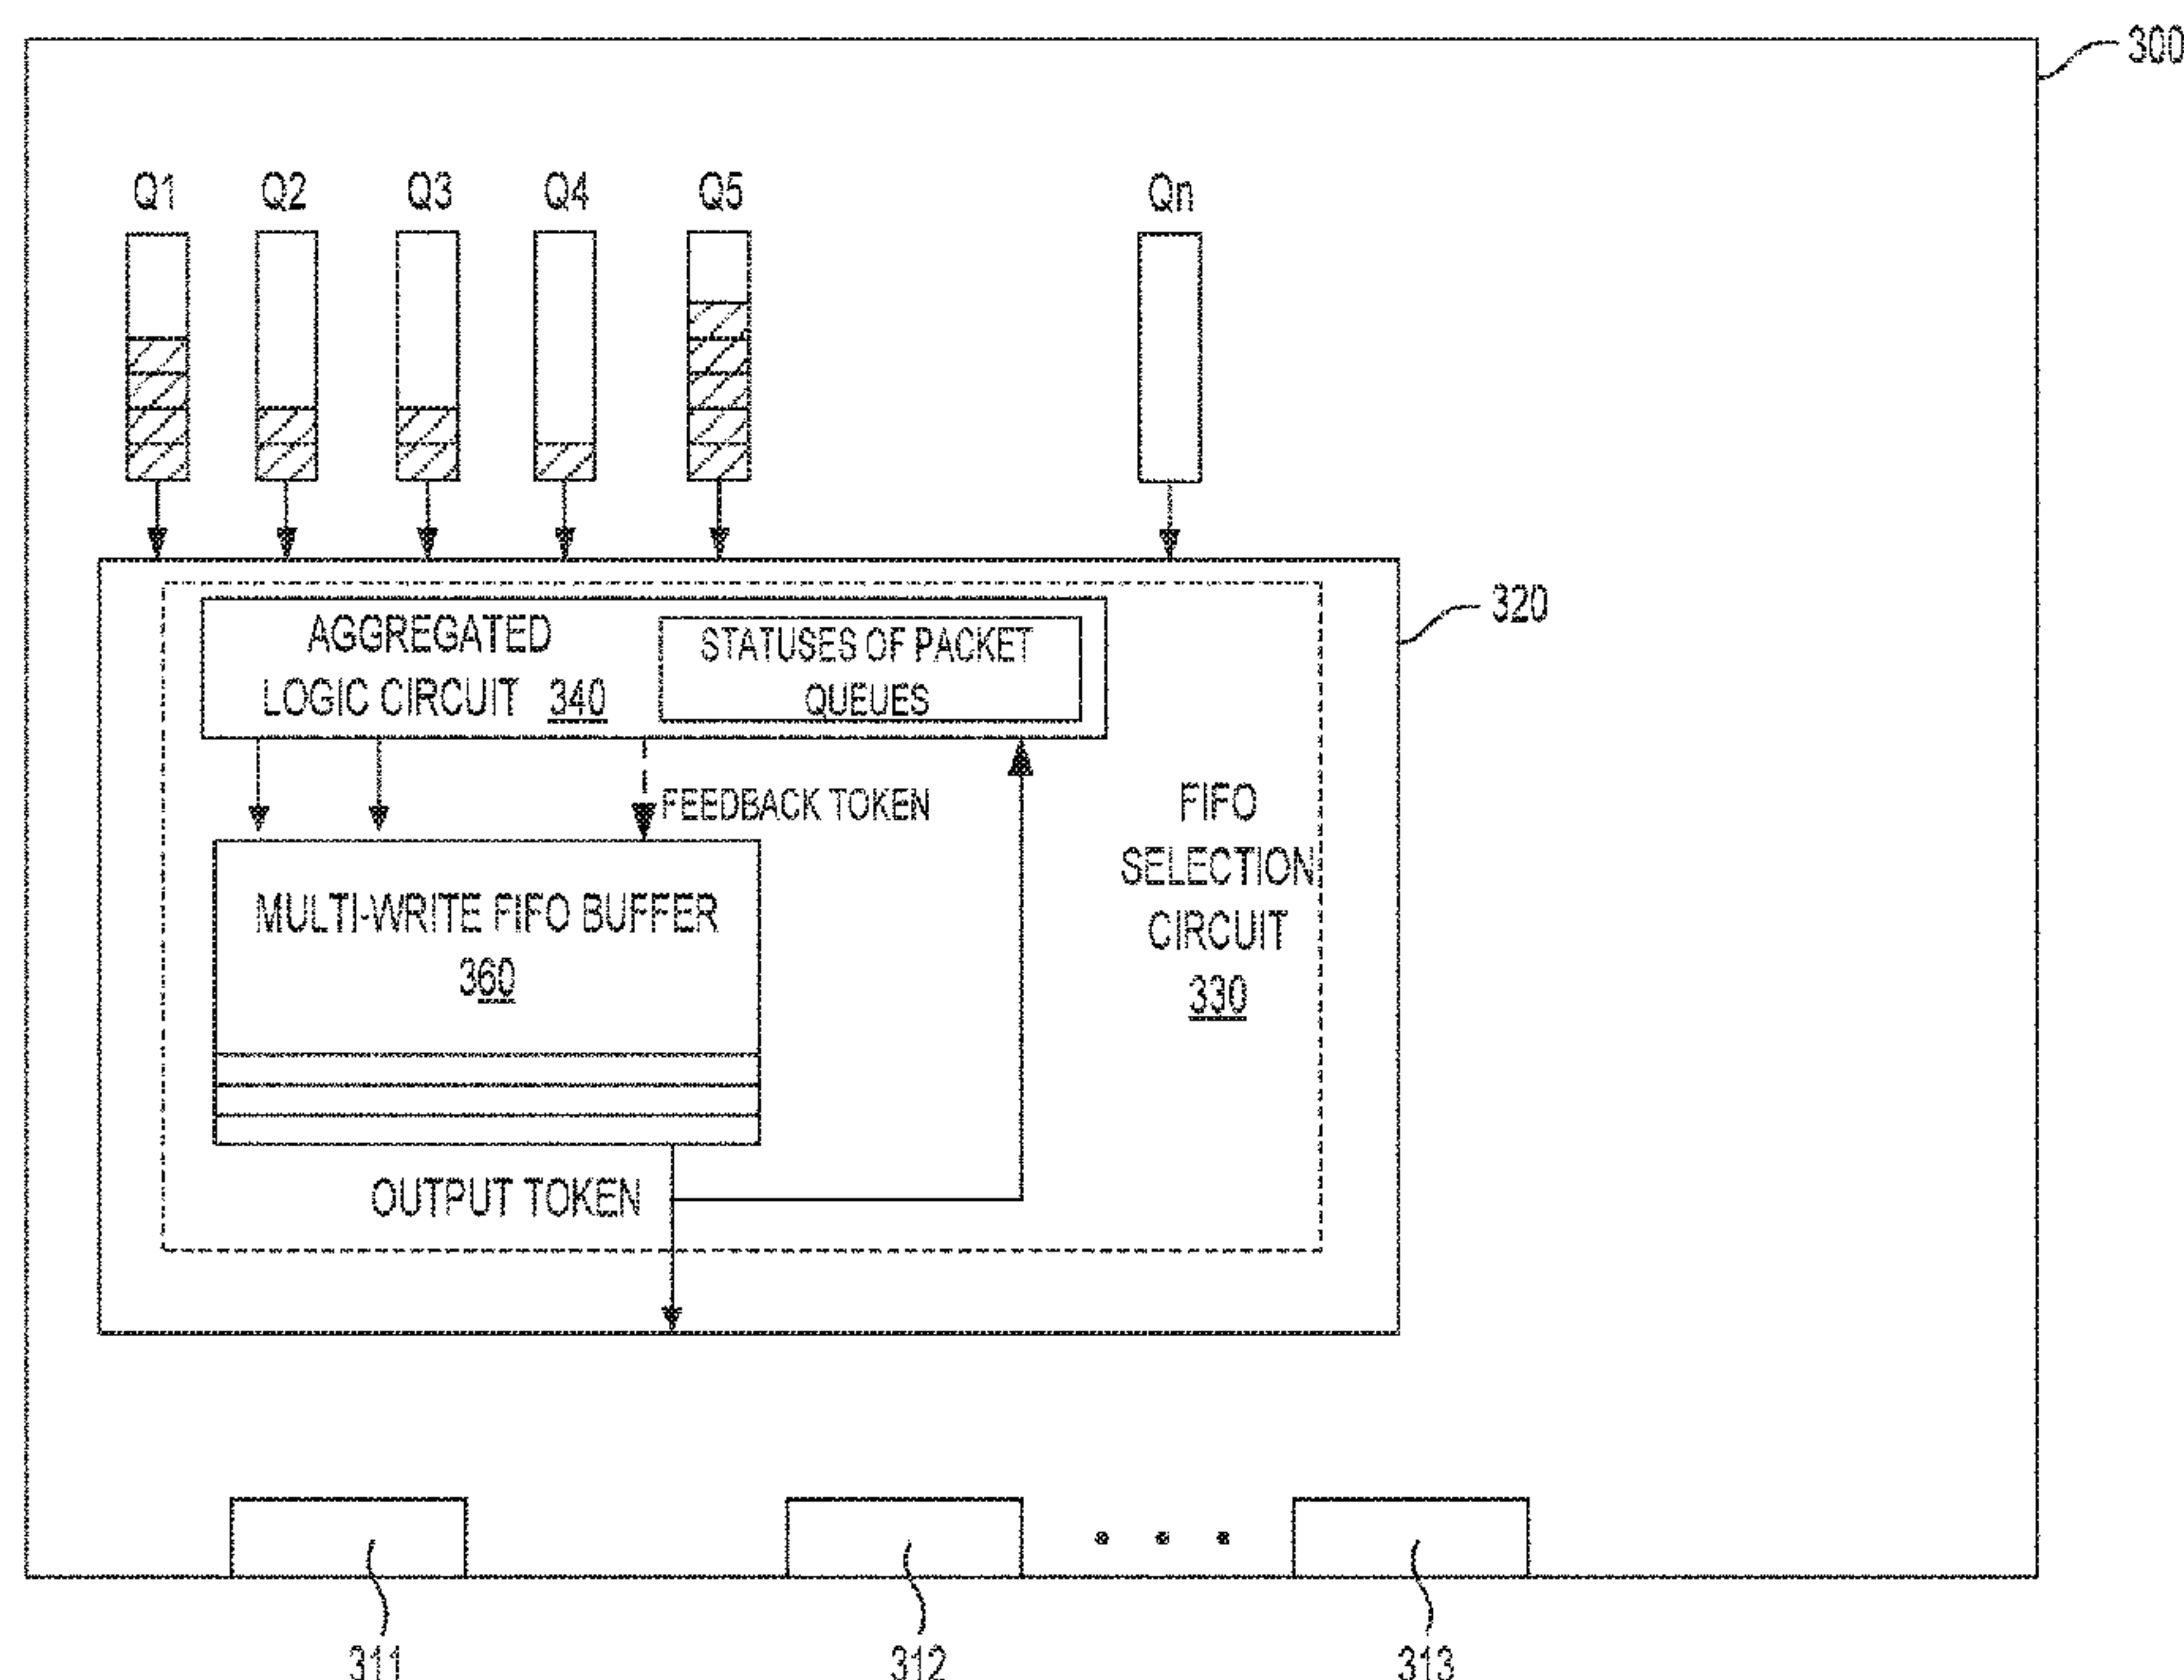 300
Q1 Q2 Q3 Q4 Q5 Qn
320
AGGREGATED
LOGIC CIRCUIT 340
STATUSES OF PACKET
QUEUES
FEEDBACK TOKEN
MULTI-WRITE FIFO BUFFER
360
FIFO
SELECTION
CIRCUIT
330
OUTPUT TOKEN
311 312 313